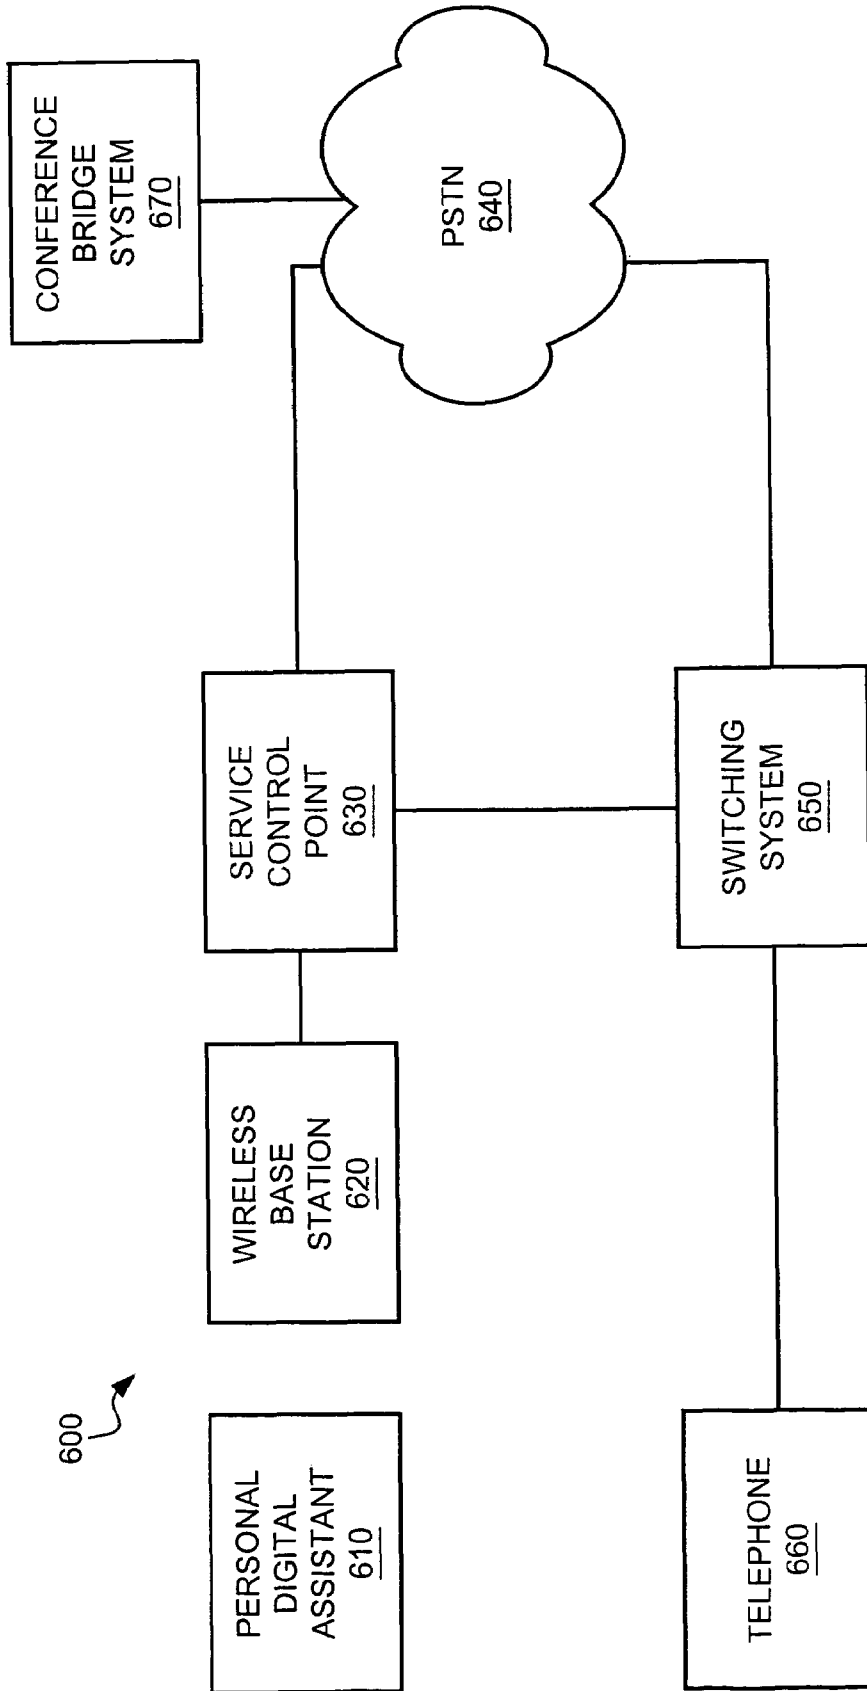 600
PERSONAL
DIGITAL
ASSISTANT
610
WIRELESS
BASE
STATION
620
SERVICE
CONTROL
POINT
630
CONFERENCE
BRIDGE
SYSTEM
670
PSTN
640
TELEPHONE
660
SWITCHING
SYSTEM
650